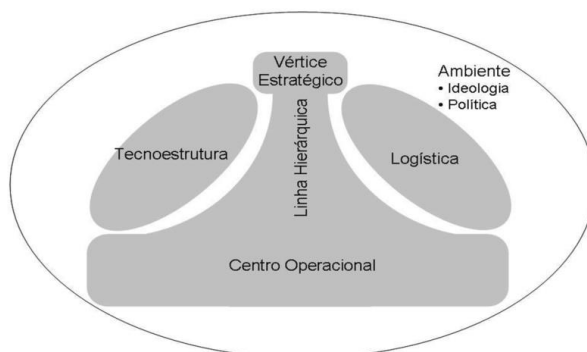 Vértice
Estratégico
Ambiente
• Ideologia
• Política
Tecnoestrutura
Linha Hierárquica
Logística
Centro Operacional